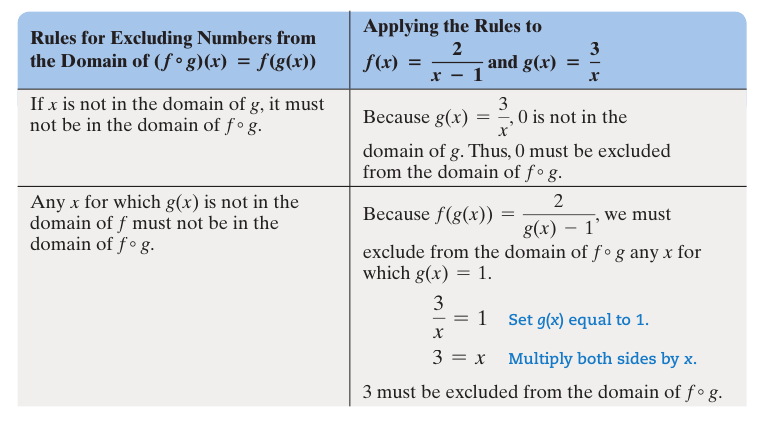 Rules for Excluding Numbers from
the Domain of (f ∘ g)(x) = f(g(x))
Applying the Rules to
f(x) = 2/(x − 1) and g(x) = 3/x
If x is not in the domain of g, it must
not be in the domain of f ∘ g.
Because g(x) = 3/x, 0 is not in the
domain of g. Thus, 0 must be excluded
from the domain of f ∘ g.
Any x for which g(x) is not in the
domain of f must not be in the
domain of f ∘ g.
Because f(g(x)) = 2/(g(x) − 1), we must
exclude from the domain of f ∘ g any x for
which g(x) = 1.
3/x = 1 Set g(x) equal to 1.
3 = x Multiply both sides by x.
3 must be excluded from the domain of f ∘ g.